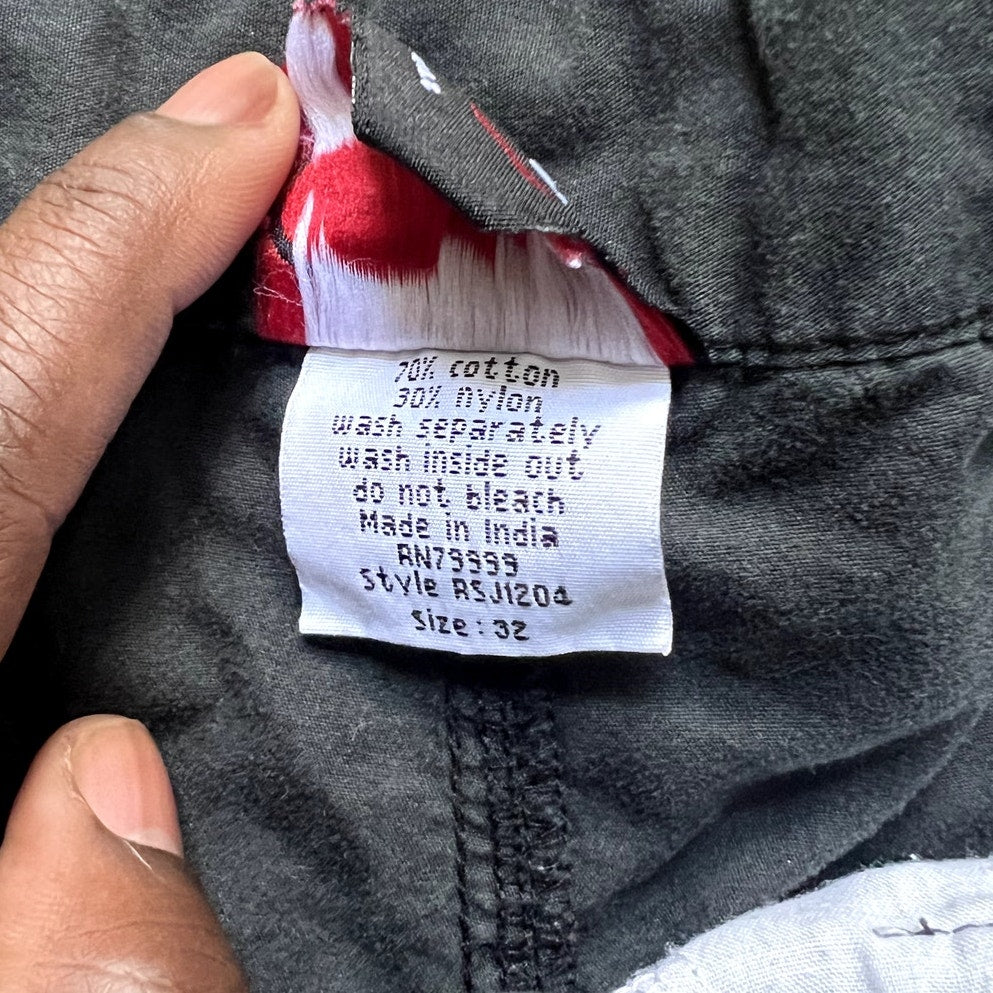 70% cotton
30% nylon
wash separately
wash inside out
do not bleach
Made in India
RN79999
Style RSJ1204
Size: 32